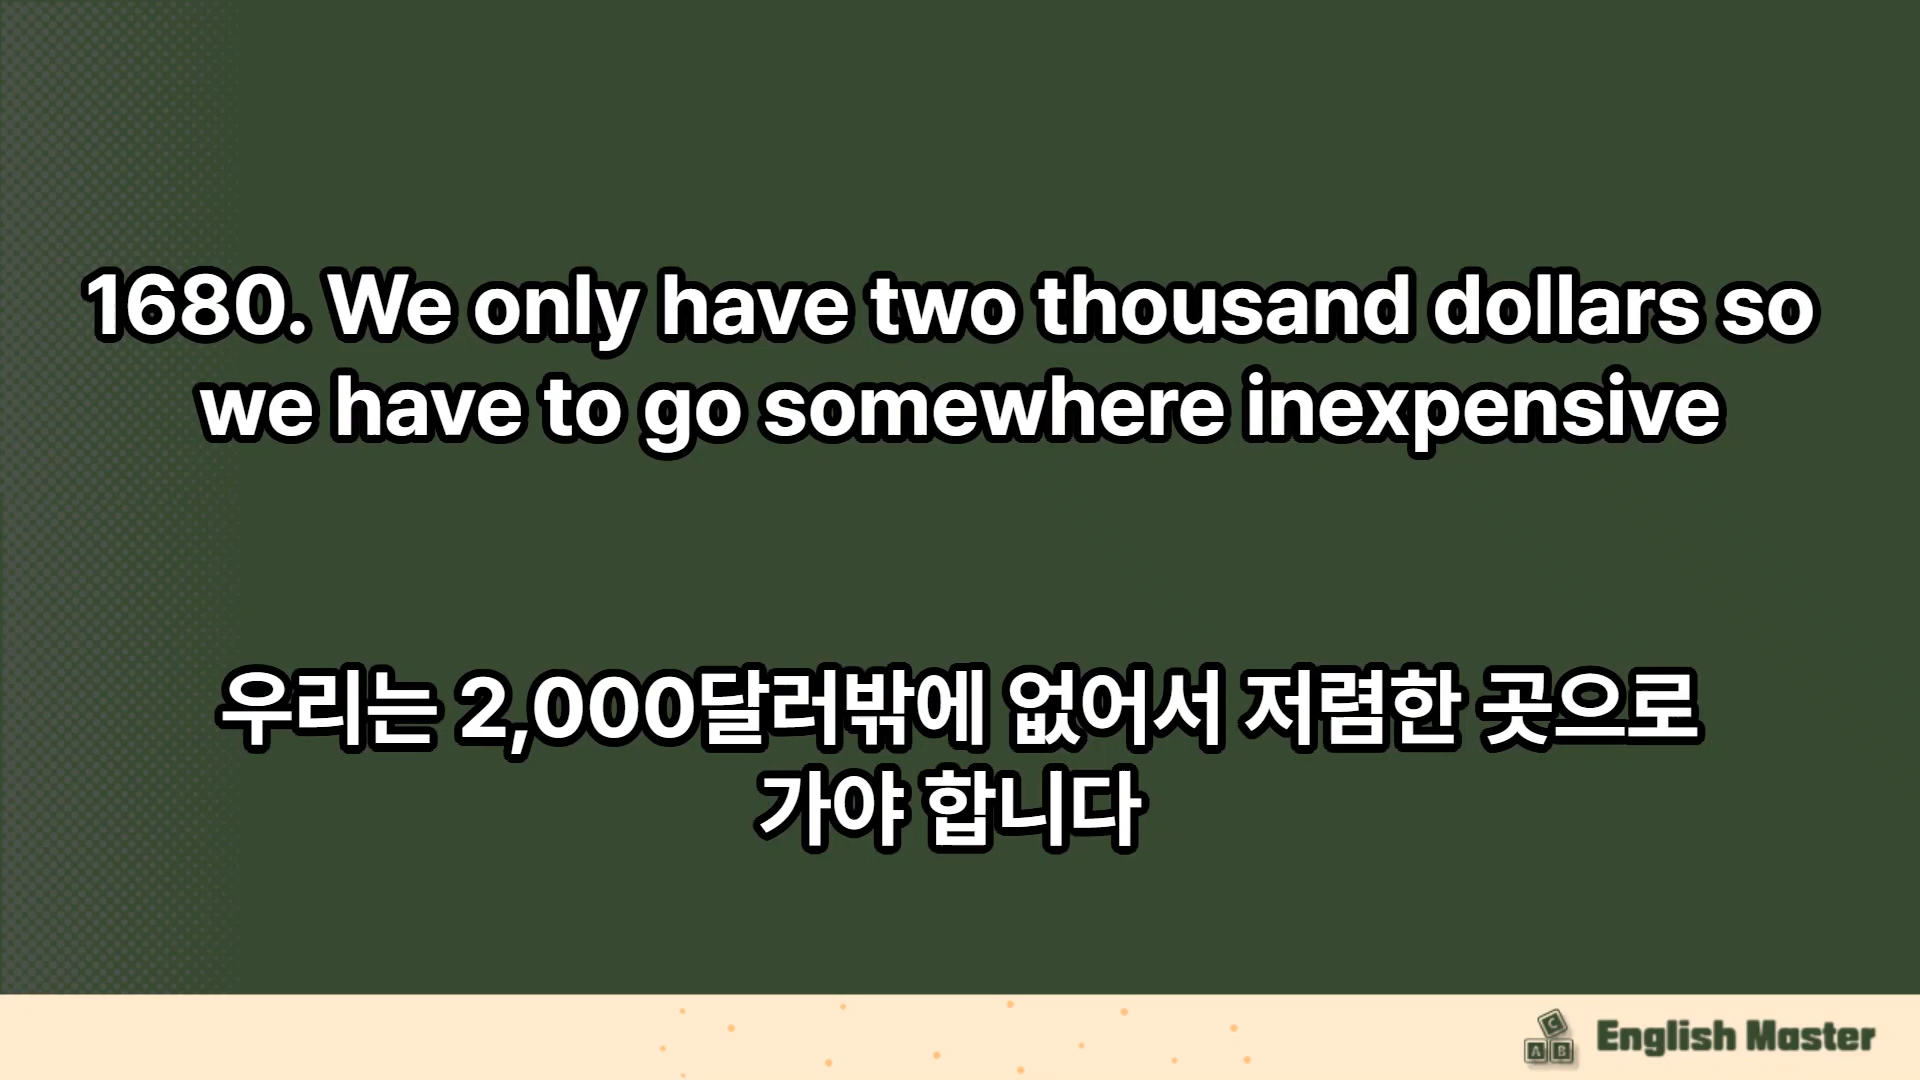 1680. We only have two thousand dollars so
we have to go somewhere inexpensive
우리는 2,000달러밖에 없어서 저렴한 곳으로
가야 합니다
C
A B
English Master